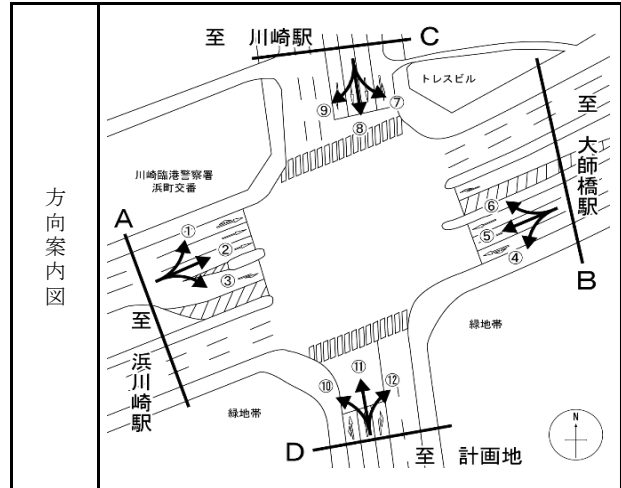 方向案内図
至 川崎駅
C
トレスビル
⑨
⑧
⑦
至 大師橋駅
川崎臨港警察署
浜町交番
A
①
②
③
⑥
⑤
④
B
至 浜川崎駅
緑地帯
緑地帯
⑩
⑪
⑫
D
至 計画地
N